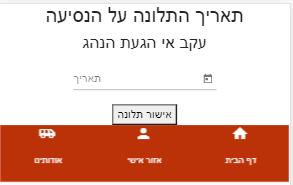 תאריך התלונה על הנסיעה
עקב אי הגעת הנהג
תאריך
אישור תלונה
דף הבית
אזור אישי
אודותינו